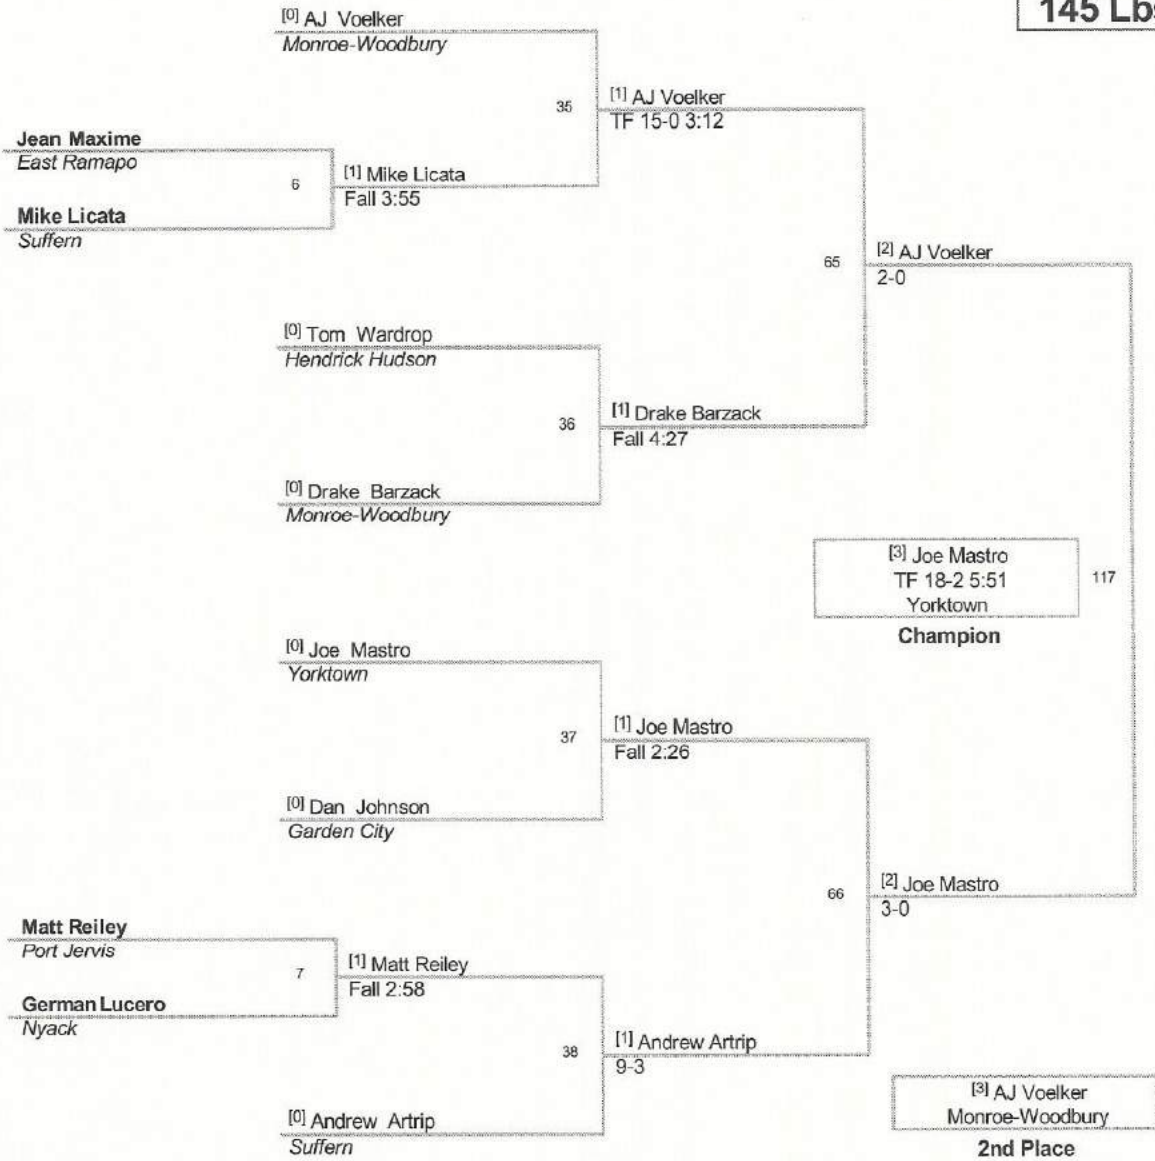 145 Lbs
[0] AJ Voelker
Monroe-Woodbury
35
[1] AJ Voelker
TF 15-0 3:12
Jean Maxime
East Ramapo
6
[1] Mike Licata
Fall 3:55
Mike Licata
Suffern
65
[2] AJ Voelker
2-0
[0] Tom Wardrop
Hendrick Hudson
36
[1] Drake Barzack
Fall 4:27
[0] Drake Barzack
Monroe-Woodbury
[3] Joe Mastro
TF 18-2 5:51
Yorktown
117
Champion
[0] Joe Mastro
Yorktown
37
[1] Joe Mastro
Fall 2:26
[0] Dan Johnson
Garden City
66
[2] Joe Mastro
3-0
Matt Reiley
Port Jervis
7
[1] Matt Reiley
Fall 2:58
German Lucero
Nyack
38
[1] Andrew Artrip
9-3
[0] Andrew Artrip
Suffern
[3] AJ Voelker
Monroe-Woodbury
2nd Place